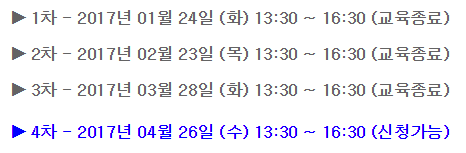 ▶ 1차 - 2017년 01월 24일 (화) 13:30 ~ 16:30 (교육종료)
▶ 2차 - 2017년 02월 23일 (목) 13:30 ~ 16:30 (교육종료)
▶ 3차 - 2017년 03월 28일 (화) 13:30 ~ 16:30 (교육종료)
▶ 4차 - 2017년 04월 26일 (수) 13:30 ~ 16:30 (신청가능)